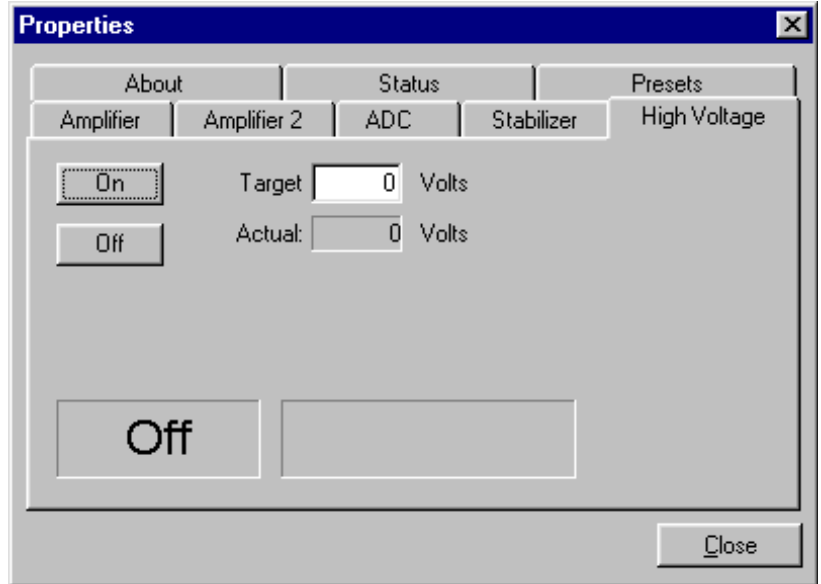 Properties
About Status Presets
Amplifier Amplifier 2 ADC Stabilizer High Voltage
On Target 0 Volts
Off Actual: 0 Volts
Off
Close